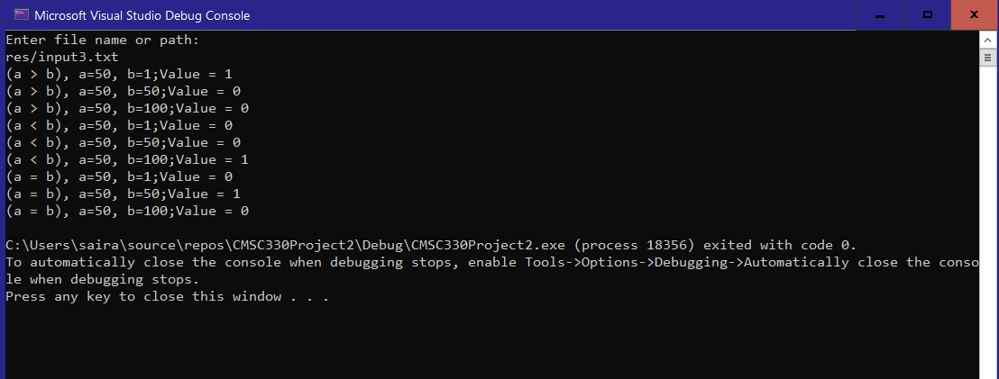 Microsoft Visual Studio Debug Console
Enter file name or path:
res/input3.txt
(a > b), a=50, b=1;Value = 1
(a > b), a=50, b=50;Value = 0
(a > b), a=50, b=100;Value = 0
(a < b), a=50, b=1;Value = 0
(a < b), a=50, b=50;Value = 0
(a < b), a=50, b=100;Value = 1
(a = b), a=50, b=1;Value = 0
(a = b), a=50, b=50;Value = 1
(a = b), a=50, b=100;Value = 0
C:\Users\saira\source\repos\CMSC330Project2\Debug\CMSC330Project2.exe (process 18356) exited with code 0.
To automatically close the console when debugging stops, enable Tools->Options->Debugging->Automatically close the conso
le when debugging stops.
Press any key to close this window . . .